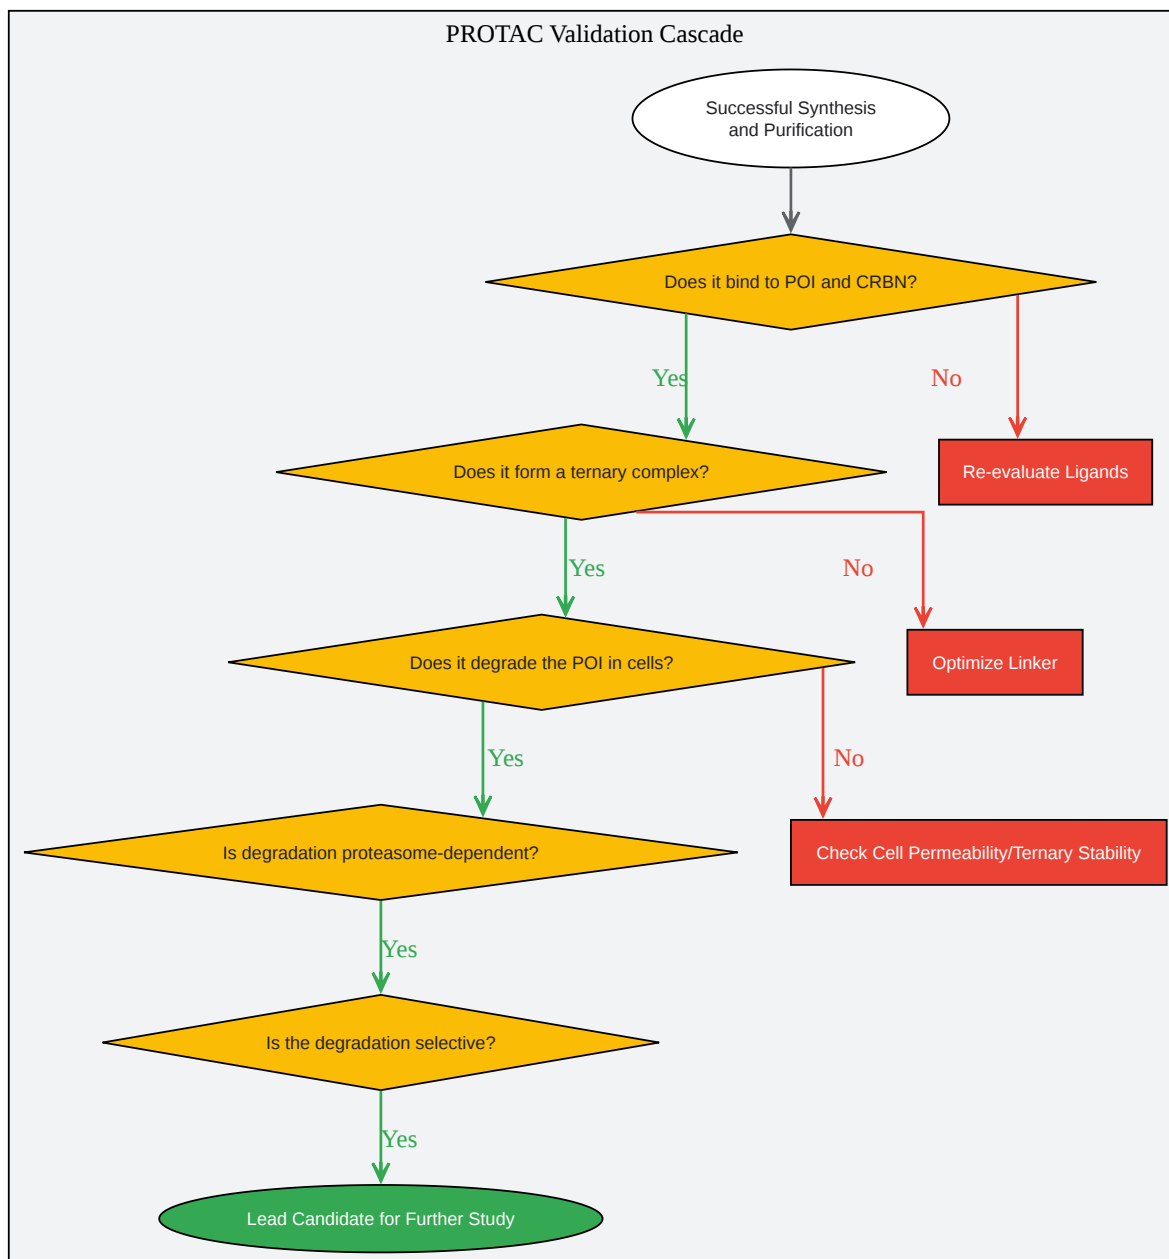 PROTAC Validation Cascade
Successful Synthesis
and Purification
Does it bind to POI and CRBN?
Yes
No
Does it form a ternary complex?
Re-evaluate Ligands
Yes
No
Does it degrade the POI in cells?
Optimize Linker
Yes
No
Is degradation proteasome-dependent?
Check Cell Permeability/Ternary Stability
Yes
Is the degradation selective?
Yes
Lead Candidate for Further Study